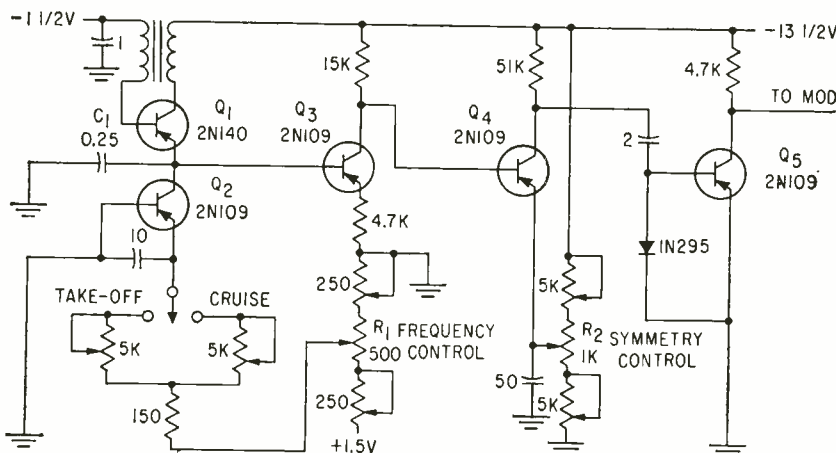 -1 1/2V
-13 1/2V
1
15K
51K
4.7K
TO MOD
Q1
2N140
Q3
2N109
Q4
2N109
C1
0.25
2
Q5
2N109
Q2
2N109
10
4.7K
1N295
TAKE-OFF
CRUISE
250
5K
5K
5K
R1 FREQUENCY
500 CONTROL
R2 SYMMETRY
1K CONTROL
150
250
50
5K
+1.5V